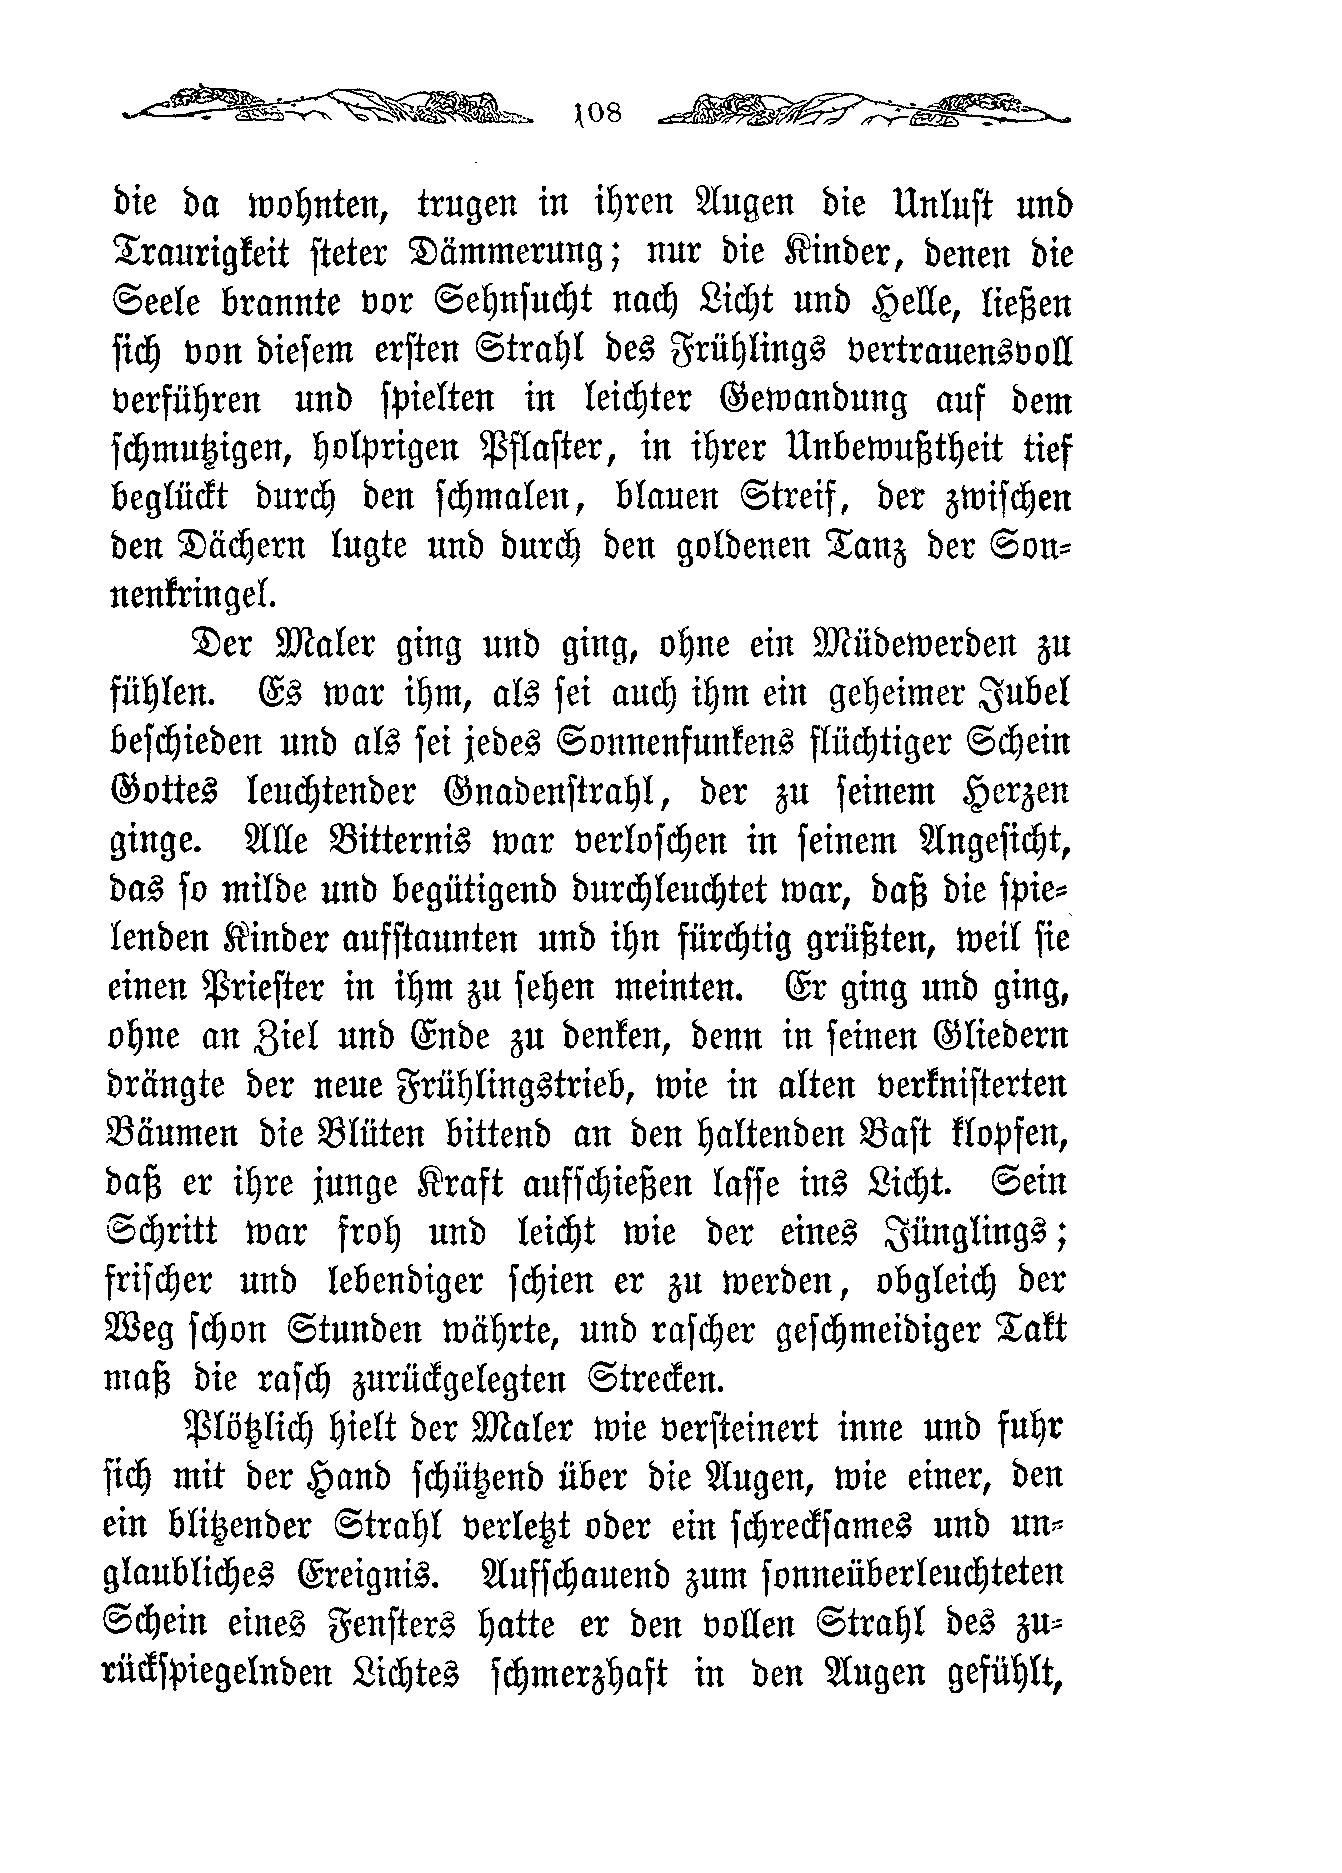 108
die da wohnten, trugen in ihren Augen die Unlust und
Traurigkeit steter Dämmerung; nur die Kinder, denen die
Seele brannte vor Sehnsucht nach Licht und Helle, ließen
sich von diesem ersten Strahl des Frühlings vertrauensvoll
verführen und spielten in leichter Gewandung auf dem
schmutzigen, holprigen Pflaster, in ihrer Unbewußtheit tief
beglückt durch den schmalen, blauen Streif, der zwischen
den Dächern lugte und durch den goldenen Tanz der Son-
nenkringel.
Der Maler ging und ging, ohne ein Müdewerden zu
fühlen. Es war ihm, als sei auch ihm ein geheimer Jubel
beschieden und als sei jedes Sonnenfunkens flüchtiger Schein
Gottes leuchtender Gnadenstrahl, der zu seinem Herzen
ginge. Alle Bitternis war verloschen in seinem Angesicht,
das so milde und begütigend durchleuchtet war, daß die spie-
lenden Kinder aufstaunten und ihn fürchtig grüßten, weil sie
einen Priester in ihm zu sehen meinten. Er ging und ging,
ohne an Ziel und Ende zu denken, denn in seinen Gliedern
drängte der neue Frühlingstrieb, wie in alten verknisterten
Bäumen die Blüten bittend an den haltenden Bast klopfen,
daß er ihre junge Kraft aufschießen lasse ins Licht. Sein
Schritt war froh und leicht wie der eines Jünglings;
frischer und lebendiger schien er zu werden, obgleich der
Weg schon Stunden währte, und rascher geschmeidiger Takt
maß die rasch zurückgelegten Strecken.
Plötzlich hielt der Maler wie versteinert inne und fuhr
sich mit der Hand schützend über die Augen, wie einer, den
ein blitzender Strahl verletzt oder ein schrecksames und un-
glaubliches Ereignis. Aufschauend zum sonneüberleuchteten
Schein eines Fensters hatte er den vollen Strahl des zu-
rückspiegelnden Lichtes schmerzhaft in den Augen gefühlt,